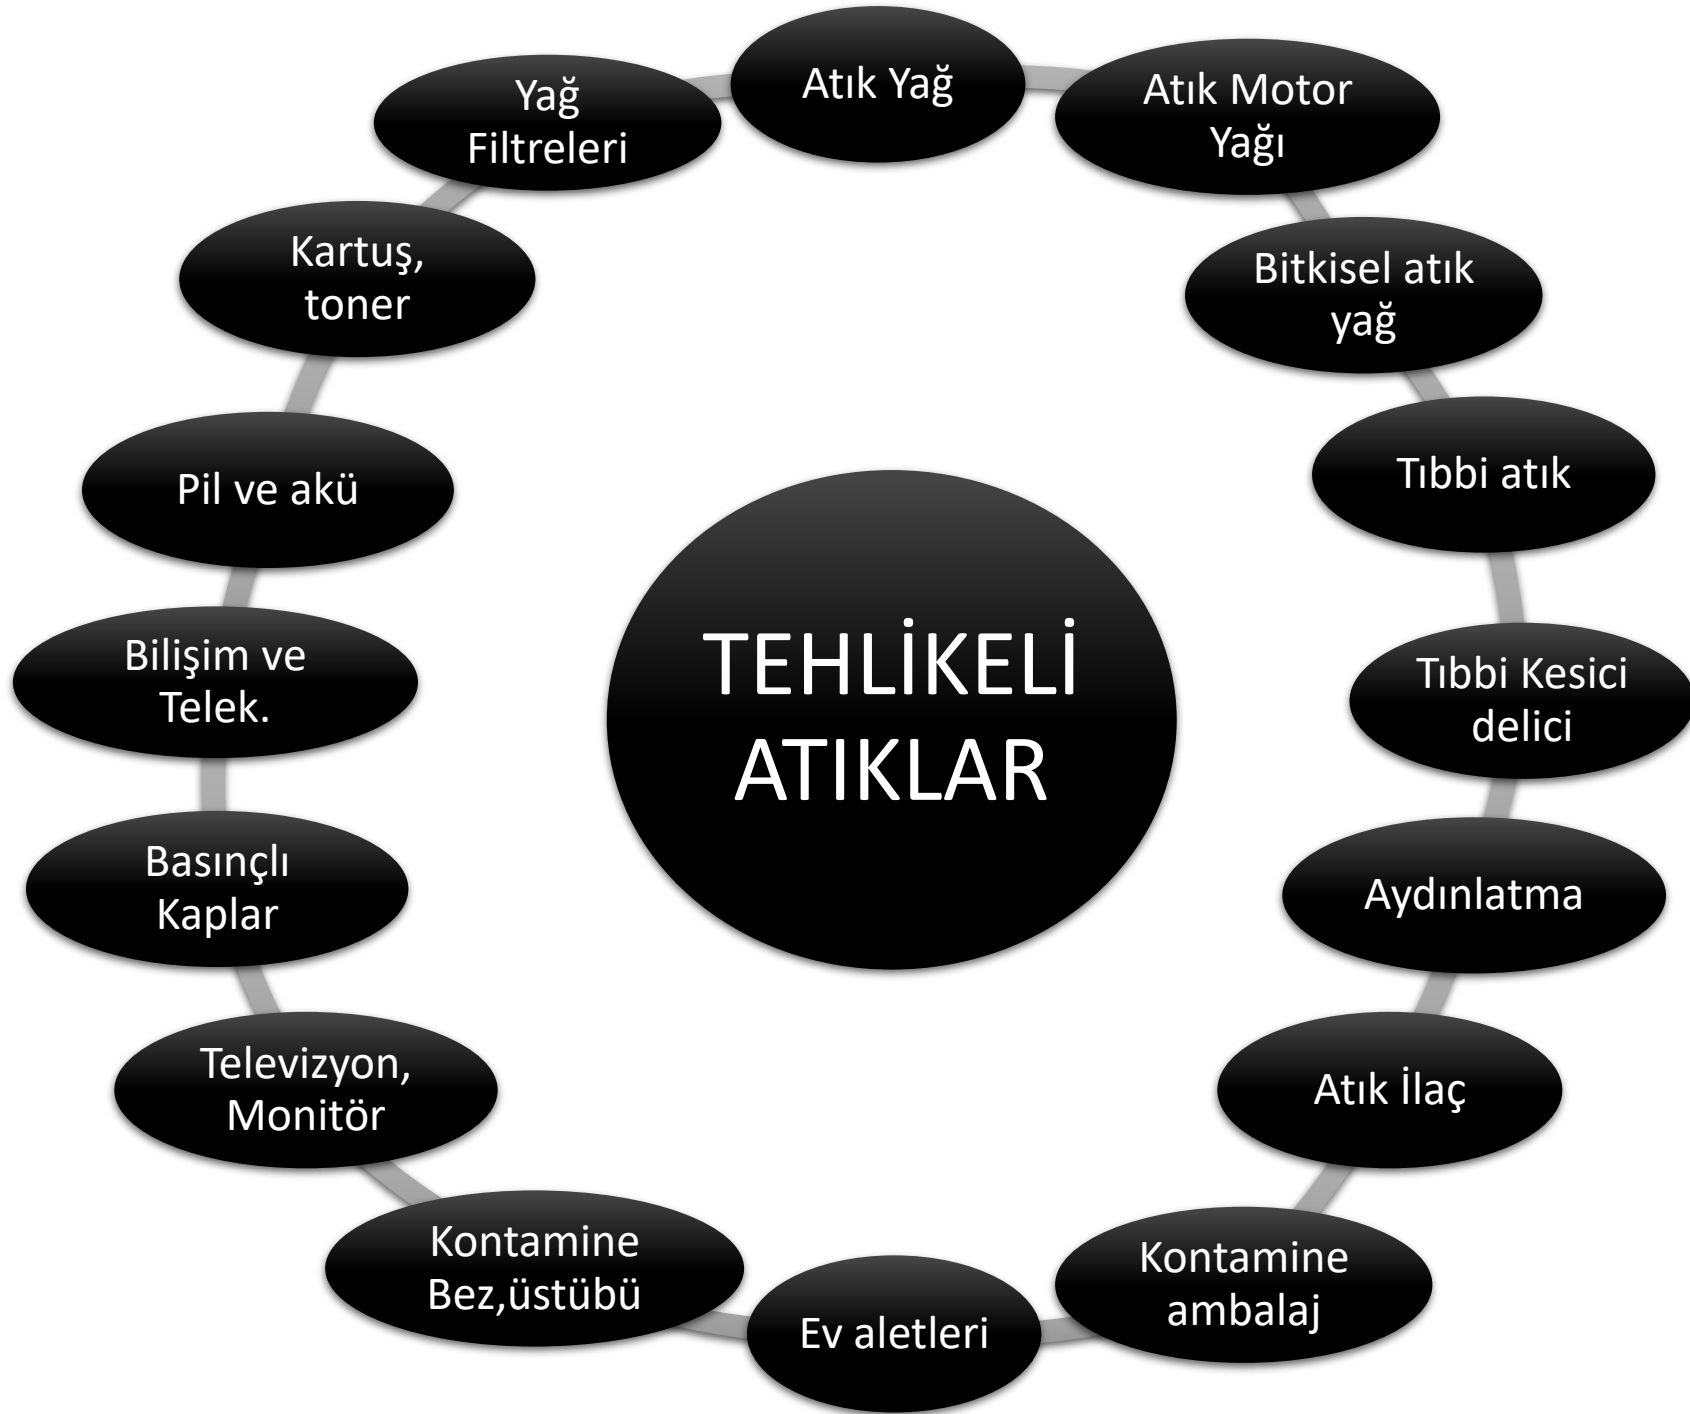 Atık Yağ
Atık Motor
Yağı
Bitkisel atık
yağ
Tıbbi atık
Tıbbi Kesici
delici
Aydınlatma
Atık İlaç
Kontamine
ambalaj
Ev aletleri
Kontamine
Bez,üstübü
Televizyon,
Monitör
Basınçlı
Kaplar
Bilişim ve
Telek.
Pil ve akü
Kartuş,
toner
Yağ
Filtreleri
TEHLİKELİ
ATIKLAR